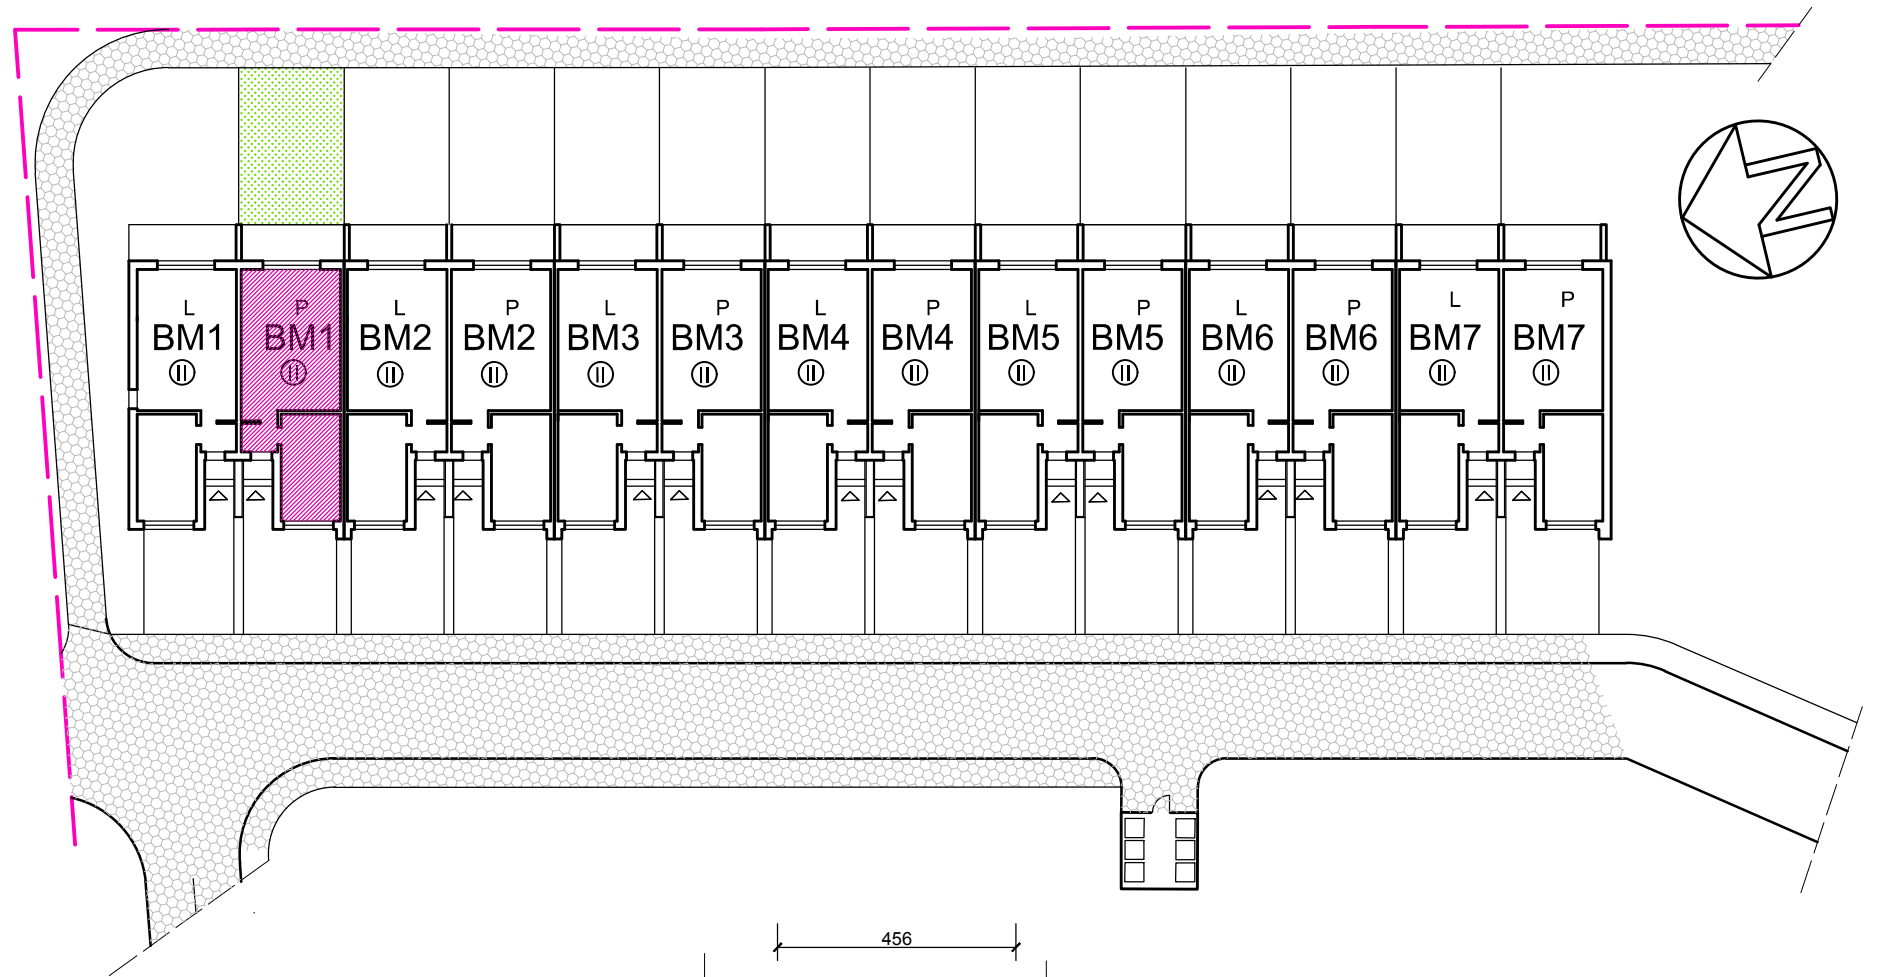 L P L P L P L P L P L P L P
BM1 BM1 BM2 BM2 BM3 BM3 BM4 BM4 BM5 BM5 BM6 BM6 BM7 BM7
II II II II II II II II II II II II II II
N
456